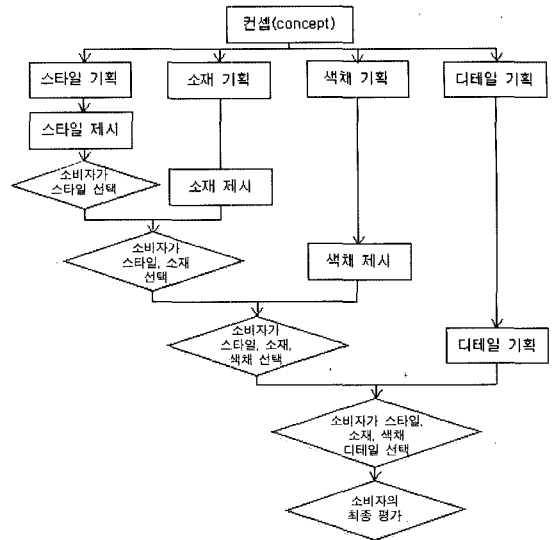 컨셉(concept)
스타일 기획
소재 기획
색채 기획
디테일 기획
스타일 제시
소비자가
스타일 선택
소재 제시
소비자가
스타일, 소재
선택
색채 제시
소비자가
스타일, 소재,
색채 선택
디테일 기획
소비자가 스타일,
소재, 색채
디테일 선택
소비자의
최종 평가